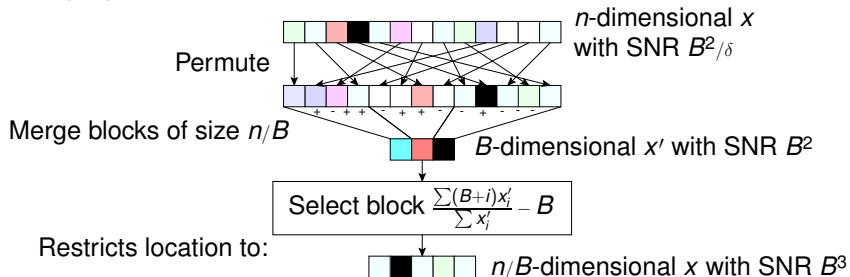 n-dimensional x
with SNR B²/δ
Permute
+ - + + - + + - - + - -
Merge blocks of size n/B
B-dimensional x′ with SNR B²
Select block ∑(B+i)x′ᵢ / ∑ x′ᵢ − B
Restricts location to:
n/B-dimensional x with SNR B³